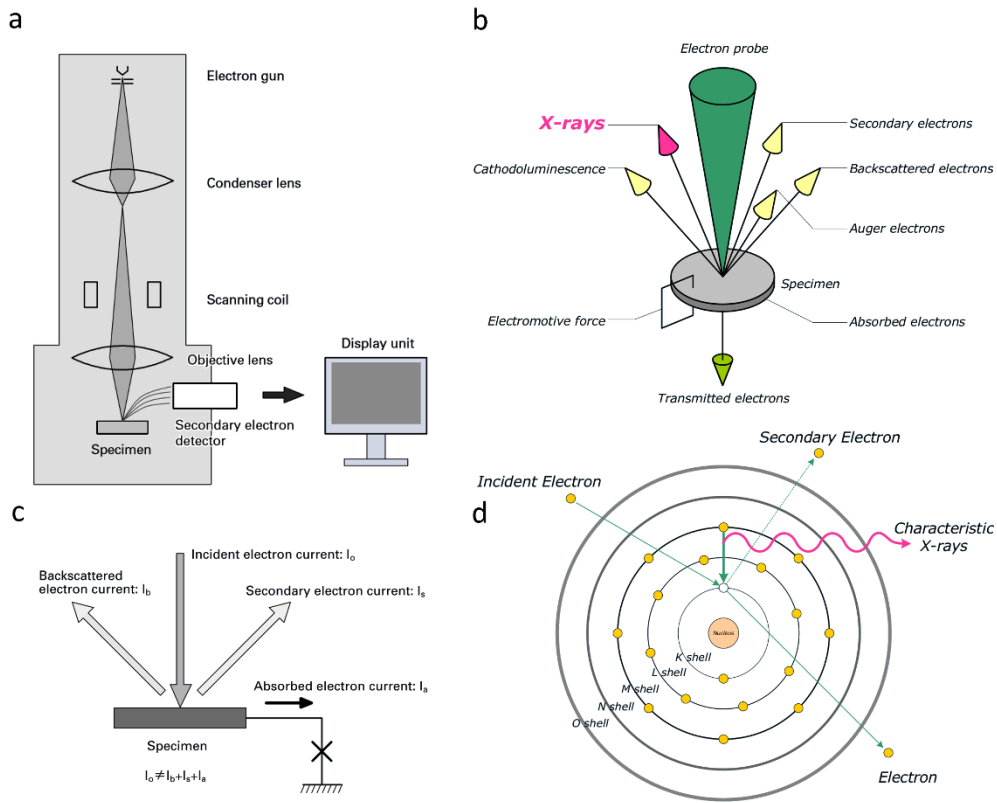 a
Electron gun
Condenser lens
Scanning coil
Objective lens
Display unit
Secondary electron
detector
Specimen
b
Electron probe
X-rays
Secondary electrons
Cathodoluminescence
Backscattered electrons
Auger electrons
Specimen
Electromotive force
Absorbed electrons
Transmitted electrons
c
Incident electron current: Iₒ
Backscattered
electron current: I_b
Secondary electron current: Iₛ
Absorbed electron current: Iₐ
Specimen
Iₒ≠I_b+Iₛ+Iₐ
d
Secondary Electron
Incident Electron
Characteristic
X-rays
Nucleus
K shell
L shell
M shell
N shell
O shell
Electron